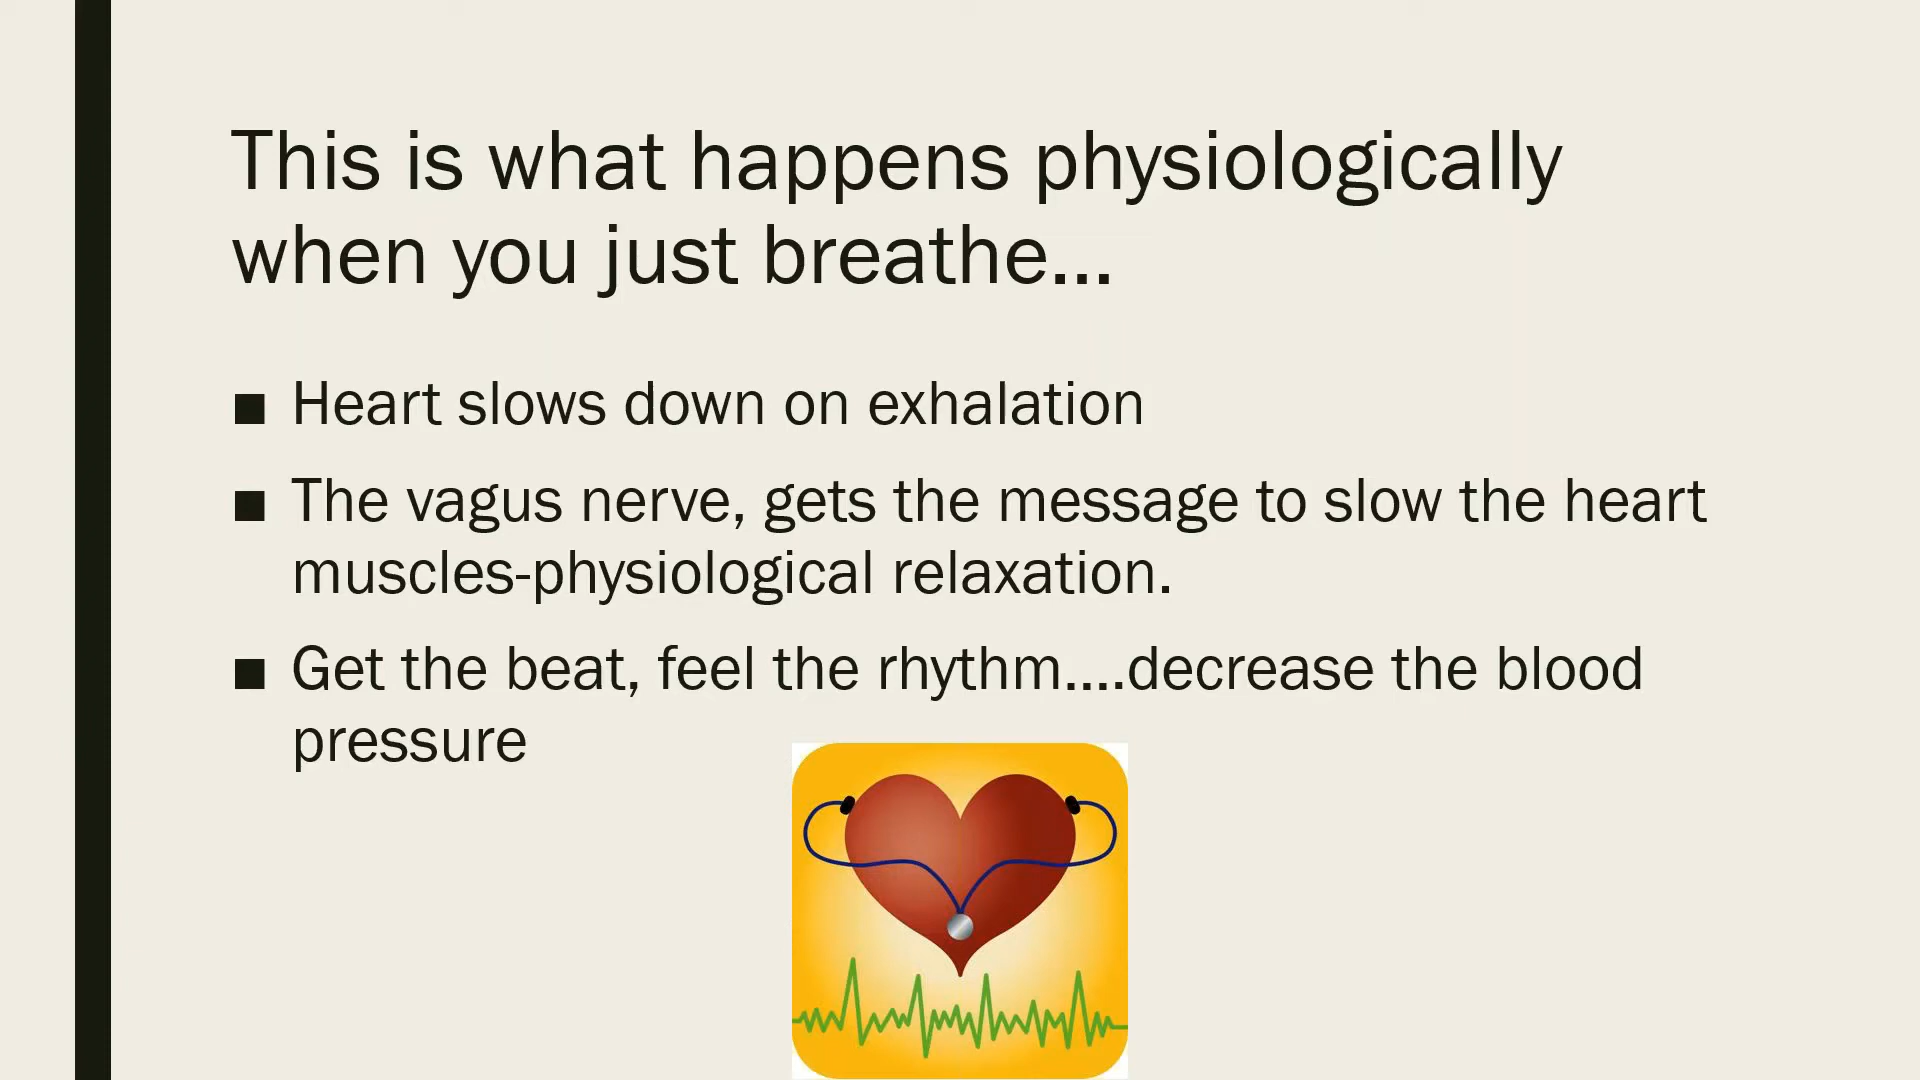 This is what happens physiologically
when you just breathe...
■ Heart slows down on exhalation
■ The vagus nerve, gets the message to slow the heart
muscles-physiological relaxation.
■ Get the beat, feel the rhythm....decrease the blood
pressure